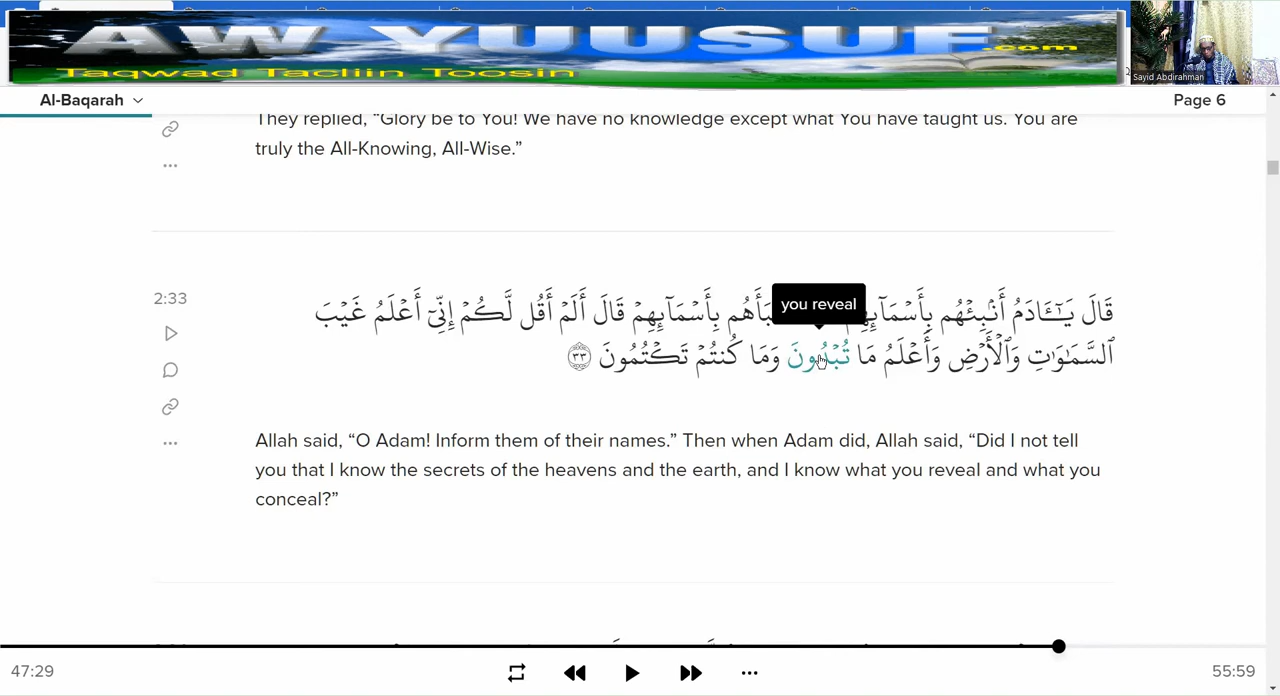 AW YUUSUF.com
Taqwad Tacliin Toosin
Sayid Abdirahman
Al-Baqarah
Page 6
They replied, “Glory be to You! We have no knowledge except what You have taught us. You are
truly the All-Knowing, All-Wise.”
2:33
you reveal
قَالَ يَـٰٓـَٔادَمُ أَنۢبِئْهُم بِأَسْمَآئِهِمْ بِأَسْمَآئِهِمْ قَالَ أَلَمْ أَقُل لَّكُمْ إِنِّىٓ أَعْلَمُ غَيْبَ
ٱلسَّمَـٰوَٰتِ وَٱلْأَرْضِ وَأَعْلَمُ مَا تُبْدُونَ وَمَا كُنتُمْ تَكْتُمُونَ ٣٣
Allah said, “O Adam! Inform them of their names.” Then when Adam did, Allah said, “Did I not tell
you that I know the secrets of the heavens and the earth, and I know what you reveal and what you
conceal?”
47:29
55:59